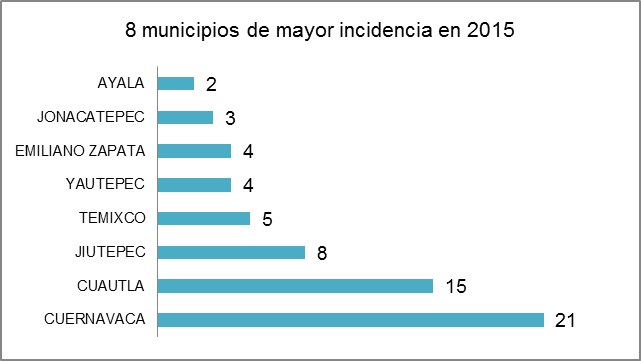 8 municipios de mayor incidencia en 2015
AYALA 2
JONACATEPEC 3
EMILIANO ZAPATA 4
YAUTEPEC 4
TEMIXCO 5
JIUTEPEC 8
CUAUTLA 15
CUERNAVACA 21